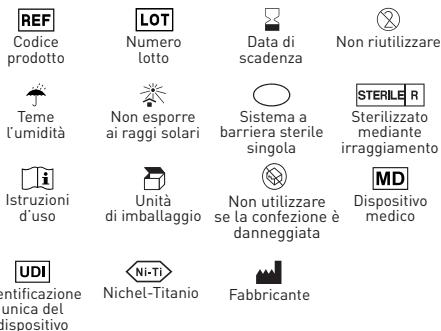 REF
Codice
prodotto
LOT
Numero
lotto
Data di
scadenza
2
Non riutilizzare
Teme
l'umidità
Non esporre
ai raggi solari
Sistema a
barriera sterile
singola
STERILE R
Sterilizzato
mediante
irraggiamento
i
Istruzioni
d'uso
Unità
di imballaggio
Non utilizzare
se la confezione è
danneggiata
MD
Dispositivo
medico
UDI
entificazione
unica del
dispositivo
Ni-Ti
Nichel-Titanio
Fabbricante